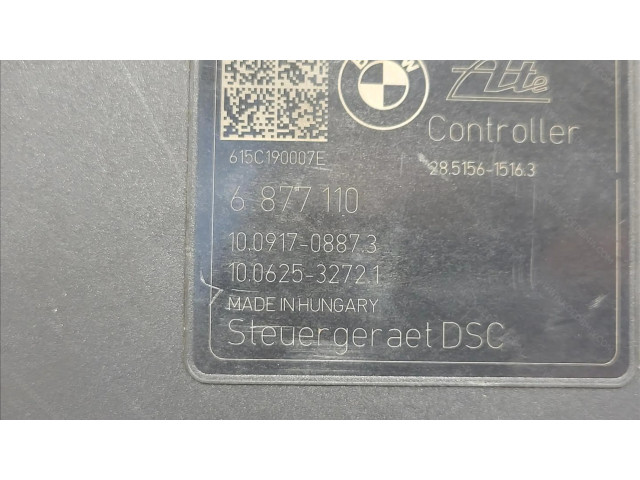 Ate
Controller
615C190007E
28.5156-1516.3
6 877 110
10.0917-0887.3
10.0625-3272.1
MADE IN HUNGARY
Steuergeraet DSC